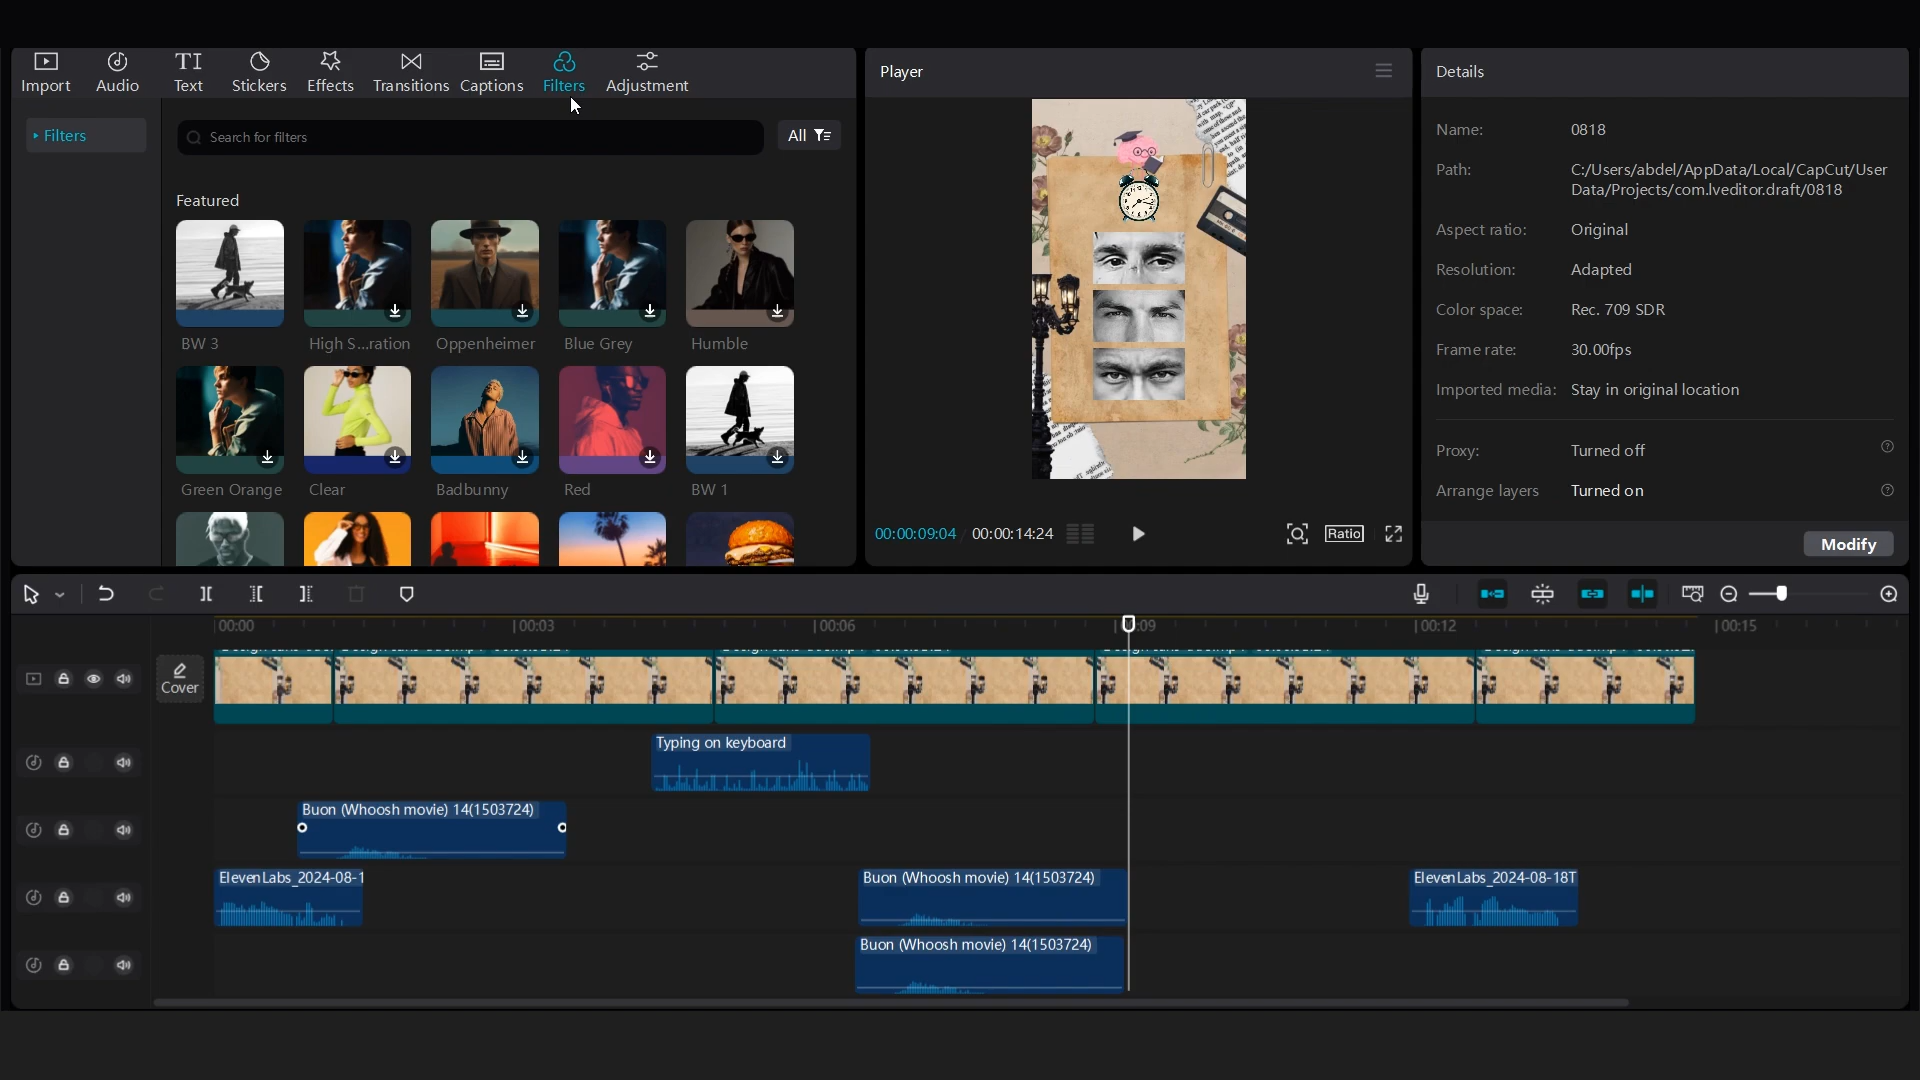 Import Audio Text Stickers Effects Transitions Captions Filters Adjustment
Filters
Search for filters
All
Featured
BW 3 High S...ration Oppenheimer Blue Grey Humble
Green Orange Clear Badbunny Red BW 1
Player
00:00:09:04 00:00:14:24
Ratio
Details
Name: 0818
Path: C:/Users/abdel/AppData/Local/CapCut/User
Data/Projects/com.lveditor.draft/0818
Aspect ratio: Original
Resolution: Adapted
Color space: Rec. 709 SDR
Frame rate: 30.00fps
Imported media: Stay in original location
Proxy: Turned off
Arrange layers Turned on
Modify
00:00 00:03 00:06 00:09 00:12 00:15
Cover
Typing on keyboard
Buon (Whoosh movie) 14(1503724)
ElevenLabs_2024-08-1 Buon (Whoosh movie) 14(1503724) ElevenLabs_2024-08-18T
Buon (Whoosh movie) 14(1503724)